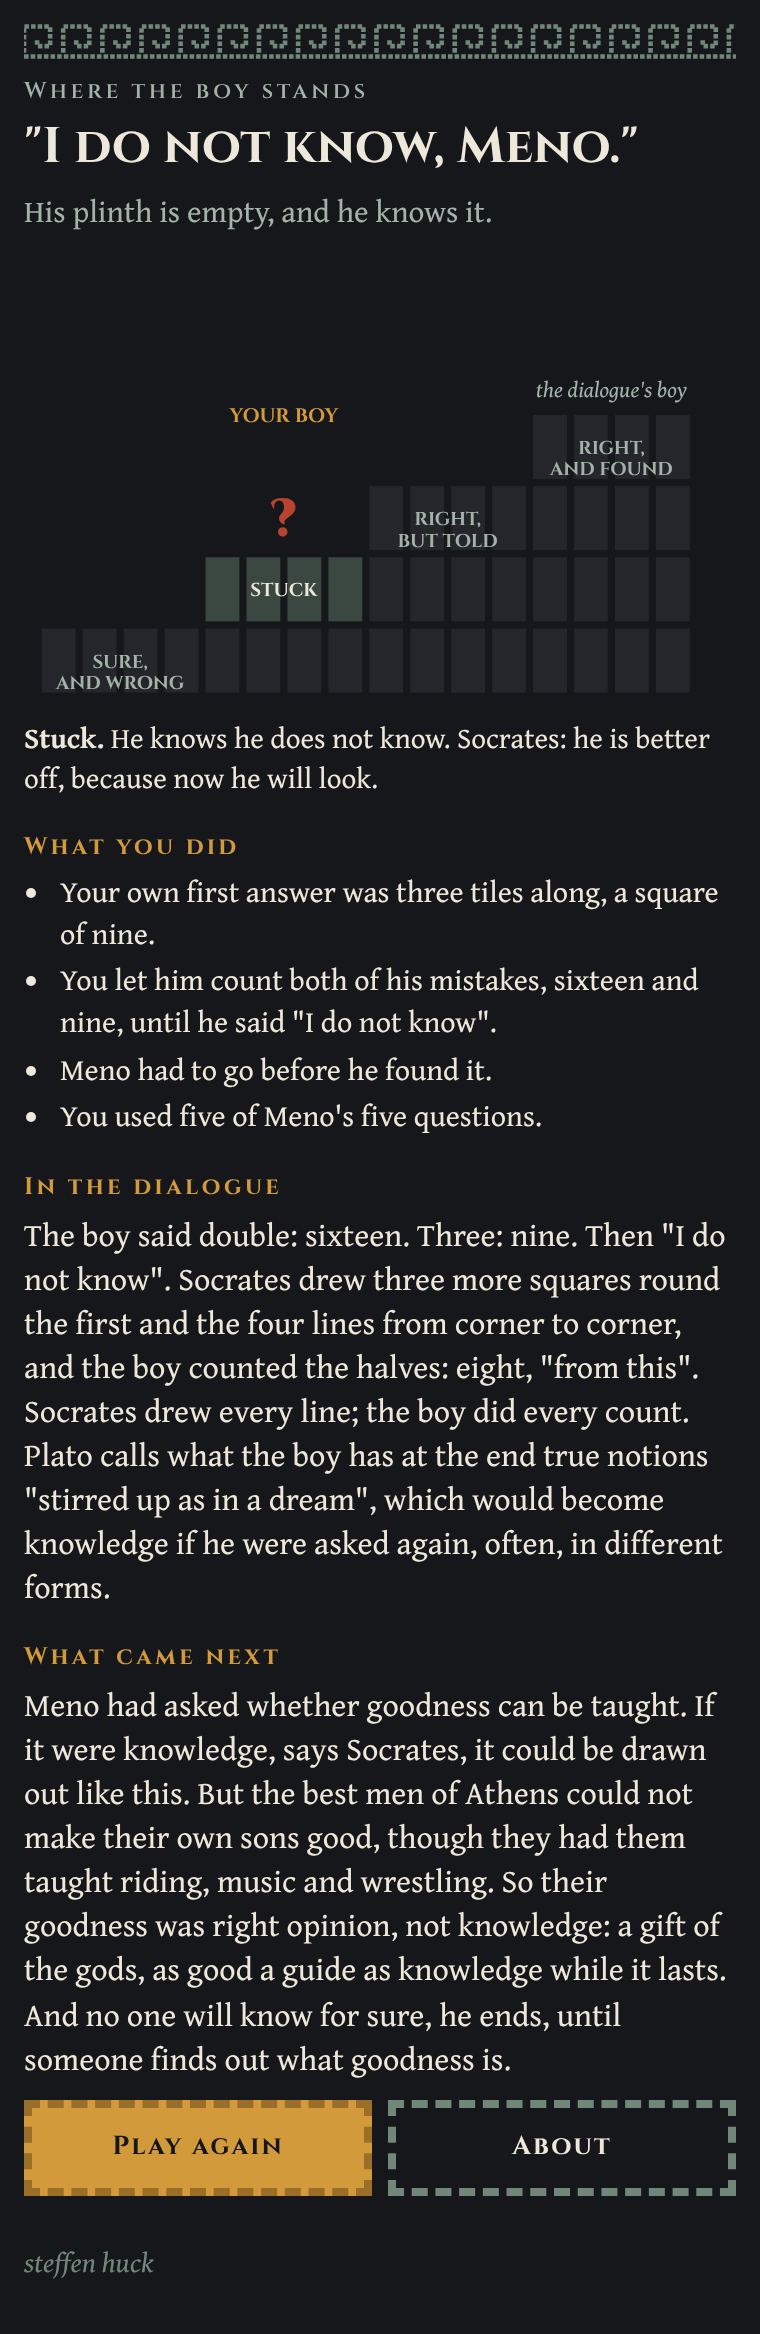 Where the boy stands
"I do not know, Meno."
His plinth is empty, and he knows it.
the dialogue's boy
YOUR BOY
RIGHT,
AND FOUND
?
RIGHT,
BUT TOLD
STUCK
SURE,
AND WRONG
Stuck. He knows he does not know. Socrates: he is better
off, because now he will look.
What you did
• Your own first answer was three tiles along, a square
of nine.
• You let him count both of his mistakes, sixteen and
nine, until he said "I do not know".
• Meno had to go before he found it.
• You used five of Meno's five questions.
In the dialogue
The boy said double: sixteen. Three: nine. Then "I do
not know". Socrates drew three more squares round
the first and the four lines from corner to corner,
and the boy counted the halves: eight, "from this".
Socrates drew every line; the boy did every count.
Plato calls what the boy has at the end true notions
"stirred up as in a dream", which would become
knowledge if he were asked again, often, in different
forms.
What came next
Meno had asked whether goodness can be taught. If
it were knowledge, says Socrates, it could be drawn
out like this. But the best men of Athens could not
make their own sons good, though they had them
taught riding, music and wrestling. So their
goodness was right opinion, not knowledge: a gift of
the gods, as good a guide as knowledge while it lasts.
And no one will know for sure, he ends, until
someone finds out what goodness is.
Play again
About
steffen huck